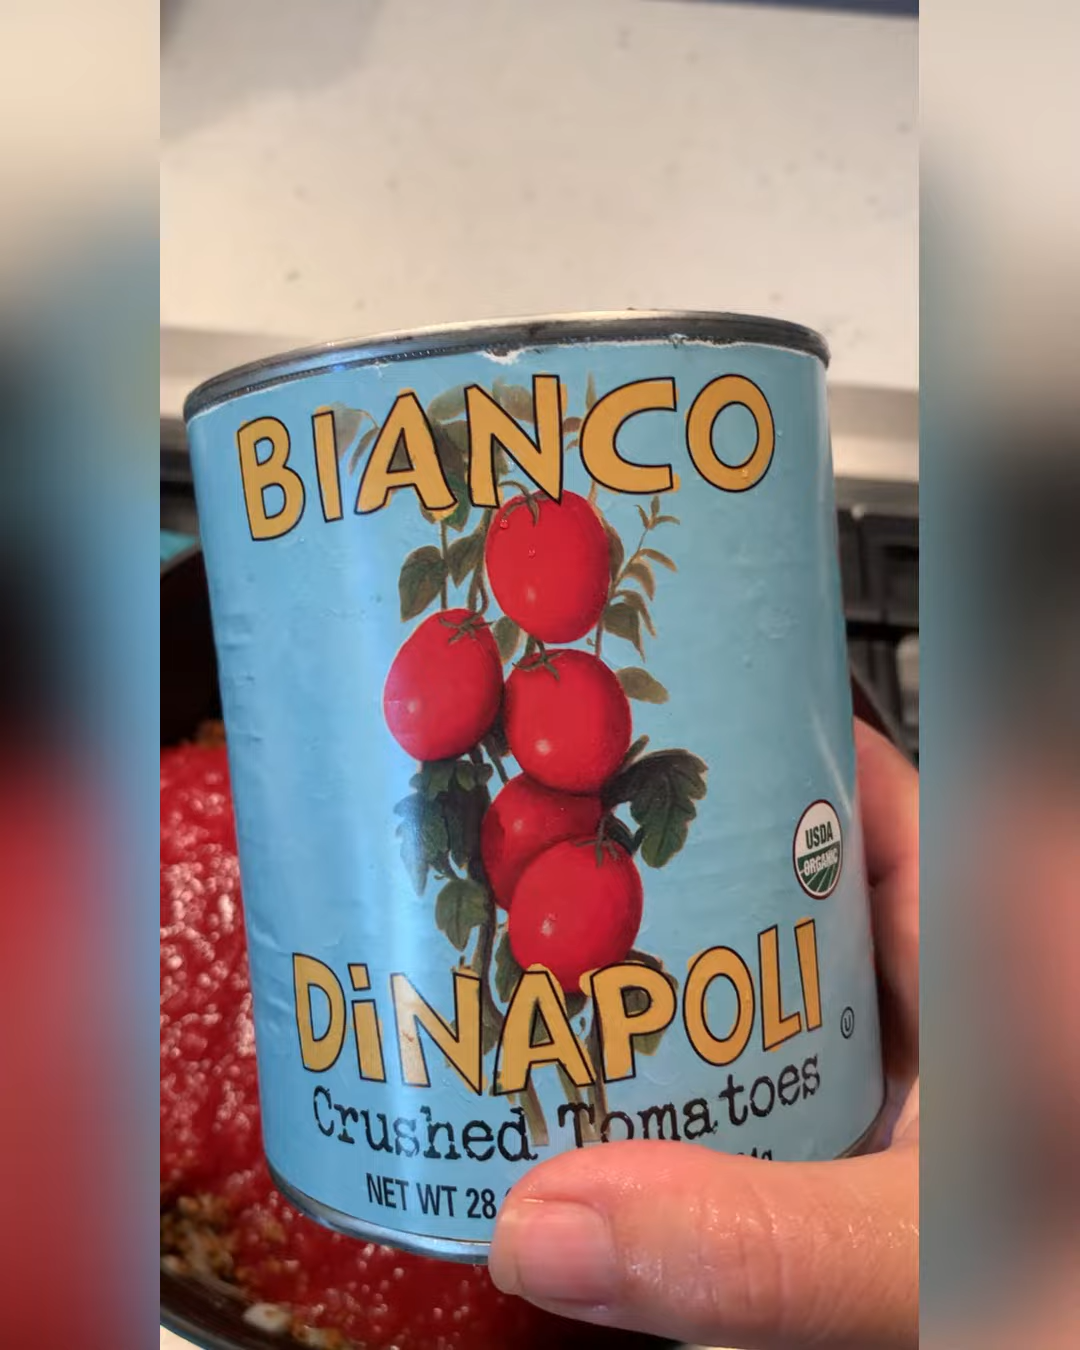 BIANCO
USDA
ORGANIC
DiNAPOLI
U
Crushed Tomatoes
NET WT 28